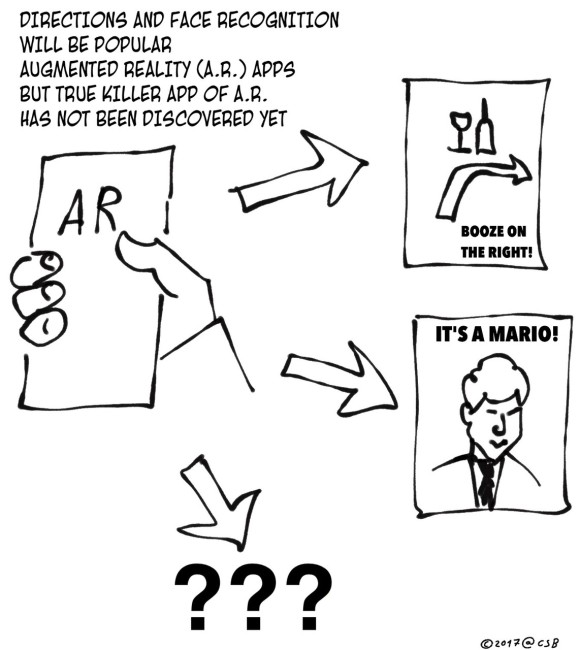 DIRECTIONS AND FACE RECOGNITION
WILL BE POPULAR
AUGMENTED REALITY (A.R.) APPS
BUT TRUE KILLER APP OF A.R.
HAS NOT BEEN DISCOVERED YET
AR
BOOZE ON
THE RIGHT!
IT'S A MARIO!
???
©2017@CSB